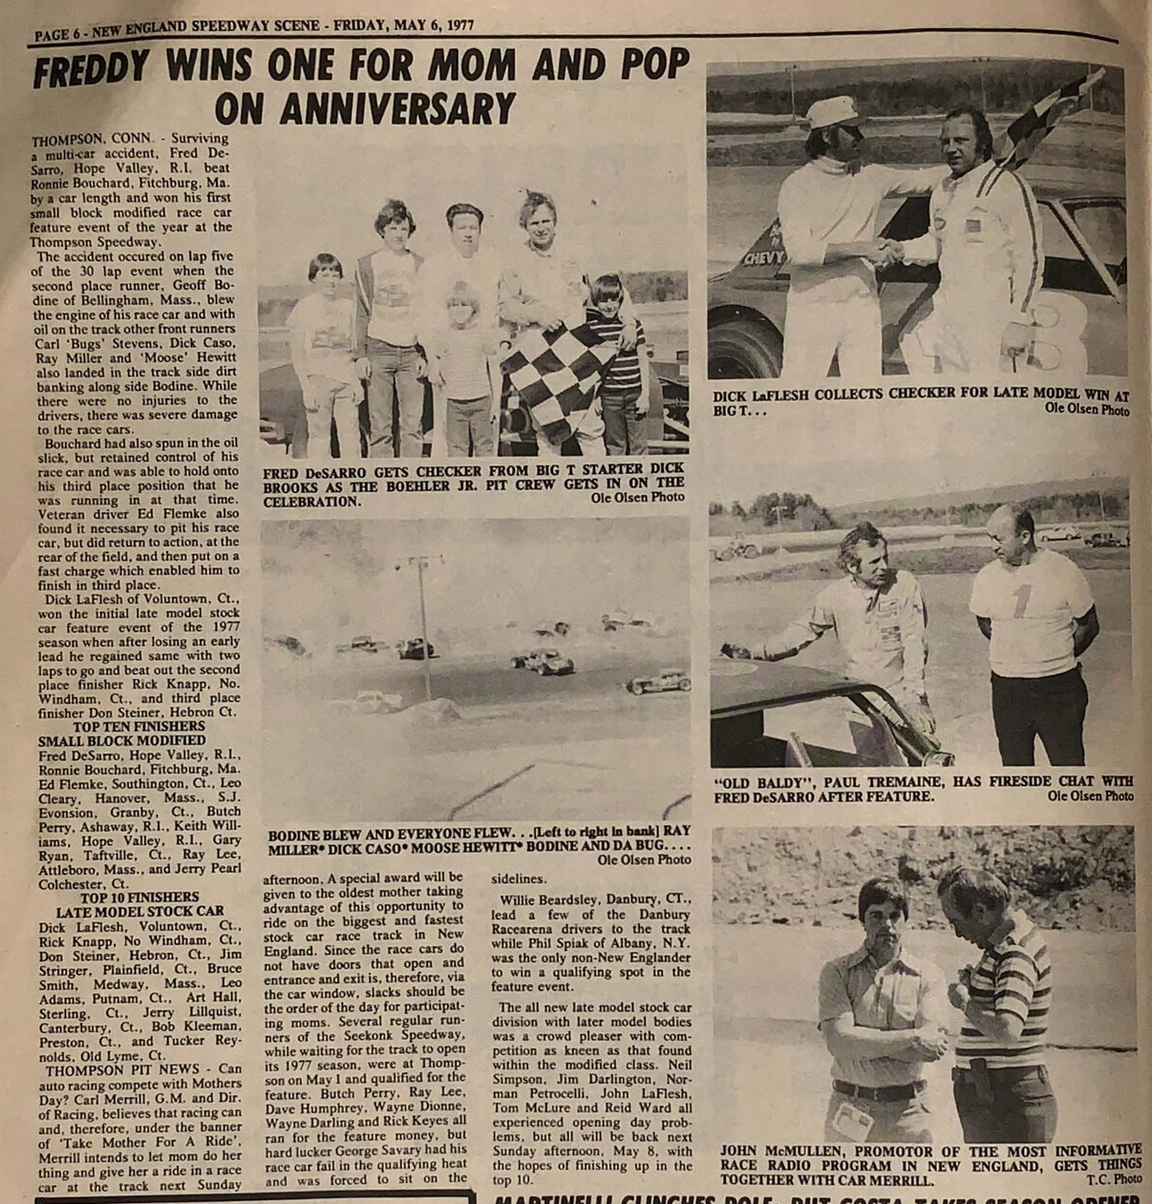 PAGE 6 - NEW ENGLAND SPEEDWAY SCENE - FRIDAY, MAY 6, 1977
FREDDY WINS ONE FOR MOM AND POP
ON ANNIVERSARY
THOMPSON, CONN. - Surviving
a multi-car accident, Fred De-
Sarro, Hope Valley, R.I. beat
Ronnie Bouchard, Fitchburg, Ma.
by a car length and won his first
small block modified race car
feature event of the year at the
Thompson Speedway.
The accident occured on lap five
of the 30 lap event when the
second place runner, Geoff Bo-
dine of Bellingham, Mass., blew
the engine of his race car and with
oil on the track other front runners
Carl 'Bugs' Stevens, Dick Caso,
Ray Miller and 'Moose' Hewitt
also landed in the track side dirt
banking along side Bodine. While
there were no injuries to the
drivers, there was severe damage
to the race cars.
Bouchard had also spun in the oil
slick, but retained control of his
race car and was able to hold onto
his third place position that he
was running in at that time.
Veteran driver Ed Flemke also
found it necessary to pit his race
car, but did return to action, at the
rear of the field, and then put on a
fast charge which enabled him to
finish in third place.
Dick LaFlesh of Voluntown, Ct.,
won the initial late model stock
car feature event of the 1977
season when after losing an early
lead he regained same with two
laps to go and beat out the second
place finisher Rick Knapp, No.
Windham, Ct., and third place
finisher Don Steiner, Hebron Ct.
TOP TEN FINISHERS
SMALL BLOCK MODIFIED
Fred DeSarro, Hope Valley, R.I.,
Ronnie Bouchard, Fitchburg, Ma.
Ed Flemke, Southington, Ct., Leo
Cleary, Hanover, Mass., S.J.
Evonsion, Granby, Ct., Butch
Perry, Ashaway, R.I., Keith Will-
iams, Hope Valley, R.I., Gary
Ryan, Taftville, Ct., Ray Lee,
Attleboro, Mass., and Jerry Pearl
Colchester, Ct.
TOP 10 FINISHERS
LATE MODEL STOCK CAR
Dick LaFlesh, Voluntown, Ct.,
Rick Knapp, No Windham, Ct.,
Don Steiner, Hebron, Ct., Jim
Stringer, Plainfield, Ct., Bruce
Smith, Medway, Mass., Leo
Adams, Putnam, Ct., Art Hall,
Sterling, Ct., Jerry Lillquist,
Canterbury, Ct., Bob Kleeman,
Preston, Ct., and Tucker Rey-
nolds, Old Lyme, Ct.
THOMPSON PIT NEWS - Can
auto racing compete with Mothers
Day? Carl Merrill, G.M. and Dir.
of Racing, believes that racing can
and, therefore, under the banner
of 'Take Mother For A Ride',
Merrill intends to let mom do her
thing and give her a ride in a race
car at the track next Sunday
FRED DeSARRO GETS CHECKER FROM BIG T STARTER DICK
BROOKS AS THE BOEHLER JR. PIT CREW GETS IN ON THE
CELEBRATION. Ole Olsen Photo
BODINE BLEW AND EVERYONE FLEW. . .[Left to right in bank] RAY
MILLER* DICK CASO* MOOSE HEWITT* BODINE AND DA BUG. . . .
Ole Olsen Photo
afternoon. A special award will be
given to the oldest mother taking
advantage of this opportunity to
ride on the biggest and fastest
stock car race track in New
England. Since the race cars do
not have doors that open and
entrance and exit is, therefore, via
the car window, slacks should be
the order of the day for participat-
ing moms. Several regular run-
ners of the Seekonk Speedway,
while waiting for the track to open
its 1977 season, were at Thomp-
son on May 1 and qualified for the
feature. Butch Perry, Ray Lee,
Dave Humphrey, Wayne Dionne,
Wayne Darling and Rick Keyes all
ran for the feature money, but
hard lucker George Savary had his
race car fail in the qualifying heat
and was forced to sit on the
sidelines.
Willie Beardsley, Danbury, CT.,
lead a few of the Danbury
Racearena drivers to the track
while Phil Spiak of Albany, N.Y.
was the only non-New Englander
to win a qualifying spot in the
feature event.
The all new late model stock car
division with later model bodies
was a crowd pleaser with com-
petition as kneen as that found
within the modified class. Neil
Simpson, Jim Darlington, Nor-
man Petrocelli, John LaFlesh,
Tom McLure and Reid Ward all
experienced opening day prob-
lems, but all will be back next
Sunday afternoon, May 8, with
the hopes of finishing up in the
top 10.
CHEVY
DICK LaFLESH COLLECTS CHECKER FOR LATE MODEL WIN AT
BIG T. . . Ole Olsen Photo
1
"OLD BALDY", PAUL TREMAINE, HAS FIRESIDE CHAT WITH
FRED DeSARRO AFTER FEATURE. Ole Olsen Photo
JOHN McMULLEN, PROMOTOR OF THE MOST INFORMATIVE
RACE RADIO PROGRAM IN NEW ENGLAND, GETS THINGS
TOGETHER WITH CAR MERRILL. T.C. Photo
MARTINELLI CLINCHES POLE, BUT COSTA TAKES SEASON OPENER